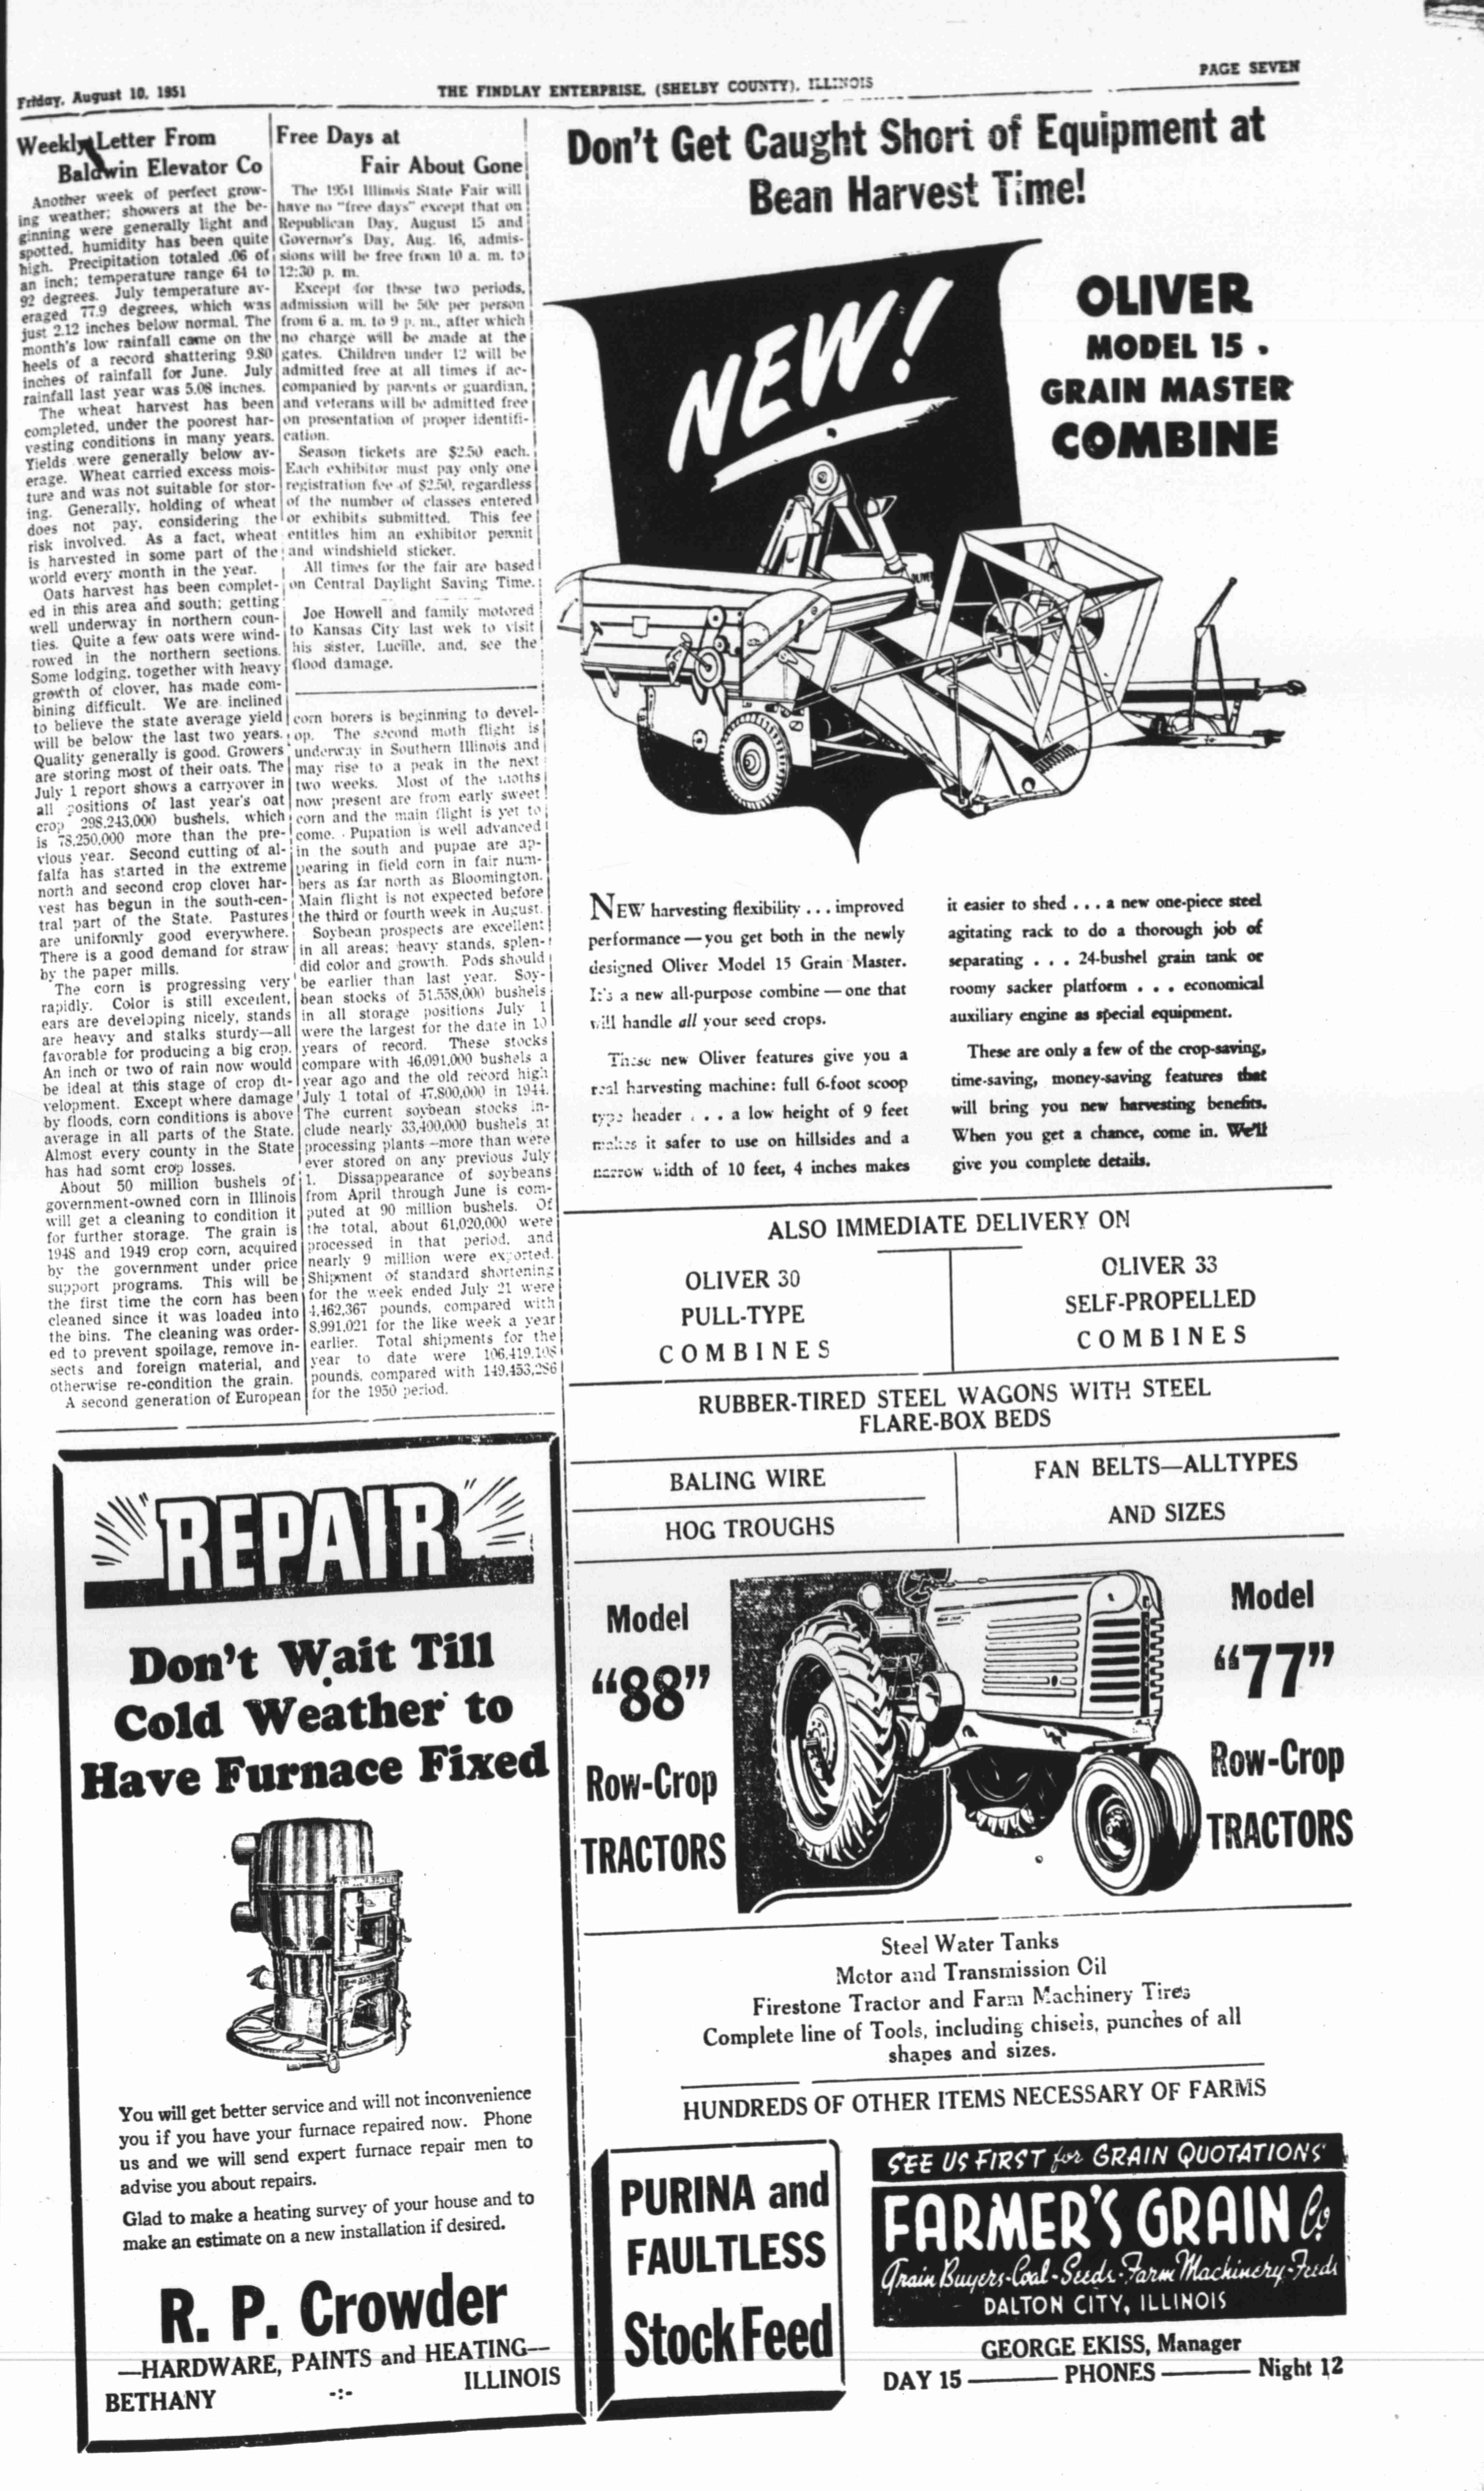 Friday, August 10, 1951
THE FINDLAY ENTERPRISE, (SHELBY COUNTY), ILLINOIS
PAGE SEVEN
Weekly Letter From
Baldwin Elevator Co
Another week of perfect grow-
ing weather; showers at the be-
ginning were generally light and
spotted, humidity has been quite
high. Precipitation totaled .06 of
an inch; temperature range 64 to
92 degrees. July temperature av-
eraged 77.9 degrees, which was
just 2.12 inches below normal. The
month's low rainfall came on the
heels of a record shattering 9.80
inches of rainfall for June. July
rainfall last year was 5.08 inches.
The wheat harvest has been
completed, under the poorest har-
vesting conditions in many years.
Yields were generally below av-
erage. Wheat carried excess mois-
ture and was not suitable for stor-
ing. Generally, holding of wheat
does not pay, considering the
risk involved. As a fact, wheat
is harvested in some part of the
world every month in the year.
Oats harvest has been complet-
ed in this area and south; getting
well underway in northern coun-
ties. Quite a few oats were wind-
rowed in the northern sections.
Some lodging, together with heavy
growth of clover, has made com-
bining difficult. We are inclined
to believe the state average yield
will be below the last two years.
Quality generally is good. Growers
are storing most of their oats. The
July 1 report shows a carryover in
all positions of last year's oat
crop 298,243,000 bushels, which
is 78,250,000 more than the pre-
vious year. Second cutting of al-
falfa has started in the extreme
north and second crop clover har-
vest has begun in the south-cen-
tral part of the State. Pastures
are uniformly good everywhere.
There is a good demand for straw
by the paper mills.
The corn is progressing very
rapidly. Color is still excellent,
ears are developing nicely, stands
are heavy and stalks sturdy—all
favorable for producing a big crop.
An inch or two of rain now would
be ideal at this stage of crop de-
velopment. Except where damage
by floods, corn conditions is above
average in all parts of the State.
Almost every county in the State
has had somt crop losses.
About 50 million bushels of
government-owned corn in Illinois
will get a cleaning to condition it
for further storage. The grain is
1948 and 1949 crop corn, acquired
by the government under price
support programs. This will be
the first time the corn has been
cleaned since it was loaded into
the bins. The cleaning was order-
ed to prevent spoilage, remove in-
sects and foreign material, and
otherwise re-condition the grain.
A second generation of European
Free Days at
Fair About Gone
The 1951 Illinois State Fair will
have no "free days" except that on
Republican Day, August 15 and
Governor's Day, Aug. 16, admis-
sions will be free from 10 a. m. to
12:30 p. m.
Except for these two periods,
admission will be 50c per person
from 6 a. m. to 9 p. m., after which
no charge will be made at the
gates. Children under 12 will be
admitted free at all times if ac-
companied by parents or guardian,
and veterans will be admitted free
on presentation of proper identifi-
cation.
Season tickets are $2.50 each.
Each exhibitor must pay only one
registration fee of $2.50, regardless
of the number of classes entered
or exhibits submitted. This fee
entitles him an exhibitor permit
and windshield sticker.
All times for the fair are based
on Central Daylight Saving Time.
Joe Howell and family motored
to Kansas City last wek to visit
his sister, Lucille, and, see the
flood damage.
corn borers is beginning to devel-
op. The second moth flight is
underway in Southern Illinois and
may rise to a peak in the next
two weeks. Most of the moths
now present are from early sweet
corn and the main flight is yet to
come. Pupation is well advanced
in the south and pupae are ap-
pearing in field corn in fair num-
bers as far north as Bloomington.
Main flight is not expected before
the third or fourth week in August.
Soybean prospects are excellent
in all areas; heavy stands, splen-
did color and growth. Pods should
be earlier than last year. Soy-
bean stocks of 51,558,000 bushels
in all storage positions July 1
were the largest for the date in 10
years of record. These stocks
compare with 46,091,000 bushels a
year ago and the old record high
July 1 total of 47,800,000 in 1944.
The current soybean stocks in-
clude nearly 33,400,000 bushels at
processing plants—more than were
ever stored on any previous July
1. Disappearance of soybeans
from April through June is com-
puted at 90 million bushels. Of
the total, about 61,020,000 were
processed in that period, and
nearly 9 million were exported.
Shipment of standard shortening
for the week ended July 21 were
4,462,367 pounds, compared with
8,991,021 for the like week a year
earlier. Total shipments for the
year to date were 106,419,108
pounds, compared with 149,453,286
for the 1950 period.
REPAIR
Don't Wait Till
Cold Weather to
Have Furnace Fixed
You will get better service and will not inconvenience
you if you have your furnace repaired now. Phone
us and we will send expert furnace repair men to
advise you about repairs.
Glad to make a heating survey of your house and to
make an estimate on a new installation if desired.
R. P. Crowder
—HARDWARE, PAINTS and HEATING—
BETHANY -:- ILLINOIS
Don't Get Caught Short of Equipment at
Bean Harvest Time!
NEW!
OLIVER
MODEL 15
GRAIN MASTER
COMBINE
OLIVER
NEW harvesting flexibility . . . improved
performance—you get both in the newly
designed Oliver Model 15 Grain Master.
It's a new all-purpose combine—one that
will handle all your seed crops.
These new Oliver features give you a
real harvesting machine: full 6-foot scoop
type header . . . a low height of 9 feet
makes it safer to use on hillsides and a
narrow width of 10 feet, 4 inches makes
it easier to shed . . . a new one-piece steel
agitating rack to do a thorough job of
separating . . . 24-bushel grain tank or
roomy sacker platform . . . economical
auxiliary engine as special equipment.
These are only a few of the crop-saving,
time-saving, money-saving features that
will bring you new harvesting benefits.
When you get a chance, come in. We'll
give you complete details.
ALSO IMMEDIATE DELIVERY ON
OLIVER 30
PULL-TYPE
COMBINES
OLIVER 33
SELF-PROPELLED
COMBINES
RUBBER-TIRED STEEL WAGONS WITH STEEL
FLARE-BOX BEDS
BALING WIRE
HOG TROUGHS
FAN BELTS—ALLTYPES
AND SIZES
Model
"88"
Row-Crop
TRACTORS
Model
"77"
Row-Crop
TRACTORS
Steel Water Tanks
Motor and Transmission Oil
Firestone Tractor and Farm Machinery Tires
Complete line of Tools, including chisels, punches of all
shapes and sizes.
HUNDREDS OF OTHER ITEMS NECESSARY OF FARMS
PURINA and
FAULTLESS
Stock Feed
SEE US FIRST for GRAIN QUOTATIONS
FARMER'S GRAIN Co.
Grain Buyers-Coal-Seeds-Farm Machinery-Feeds
DALTON CITY, ILLINOIS
GEORGE EKISS, Manager
DAY 15 ——— PHONES ——— Night 12